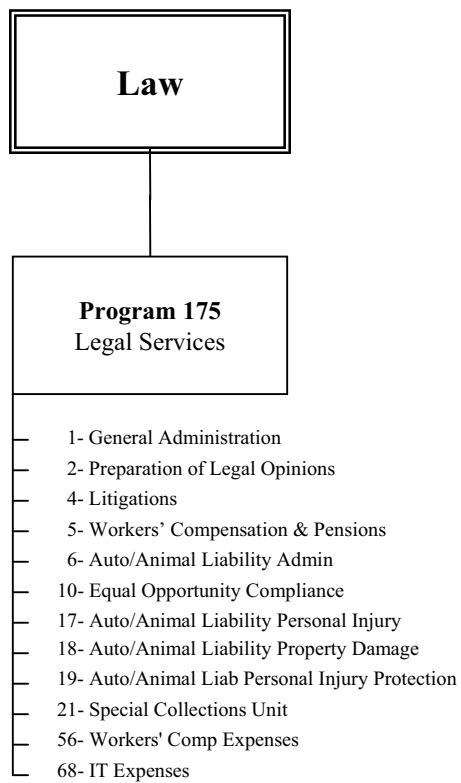 Law
Program 175
Legal Services
1- General Administration
2- Preparation of Legal Opinions
4- Litigations
5- Workers’ Compensation & Pensions
6- Auto/Animal Liability Admin
10- Equal Opportunity Compliance
17- Auto/Animal Liability Personal Injury
18- Auto/Animal Liability Property Damage
19- Auto/Animal Liab Personal Injury Protection
21- Special Collections Unit
56- Workers' Comp Expenses
68- IT Expenses